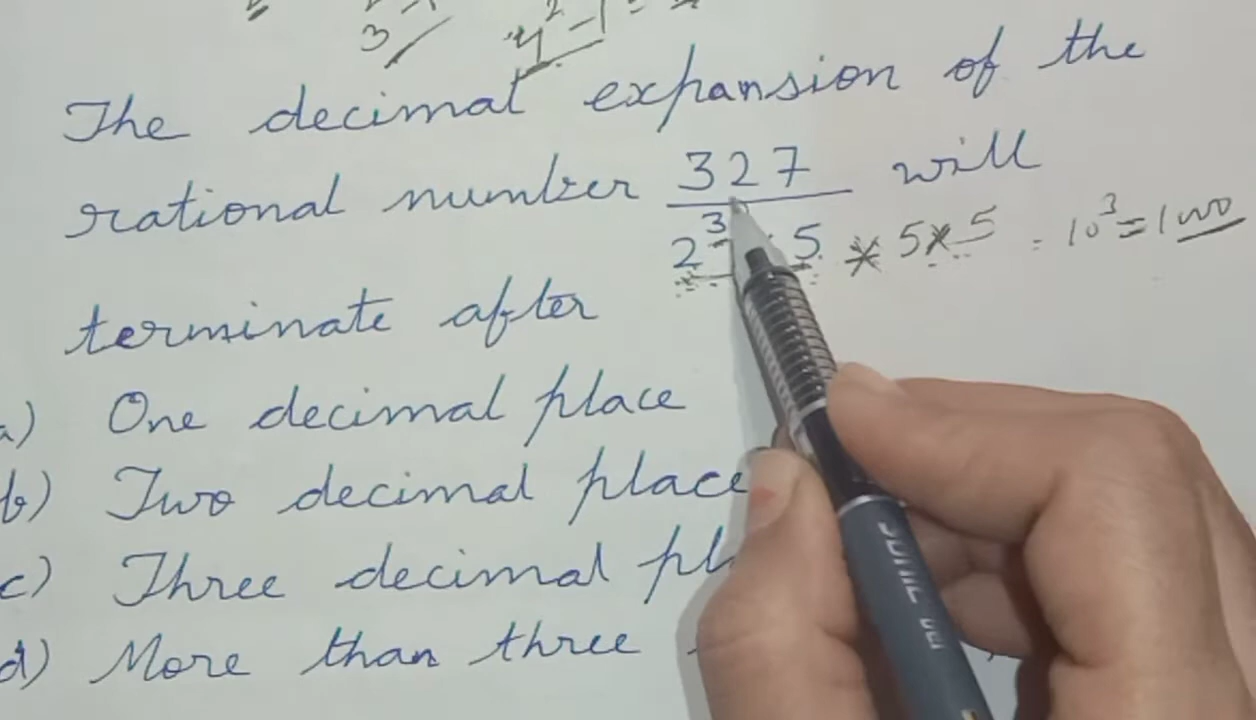 3
The decimal expansion of the
rational number 327 will
2³ 5 * 5 * 5 = 10³ = 1000
terminate after
a) One decimal place
b) Two decimal place
c) Three decimal pl
d) More than three